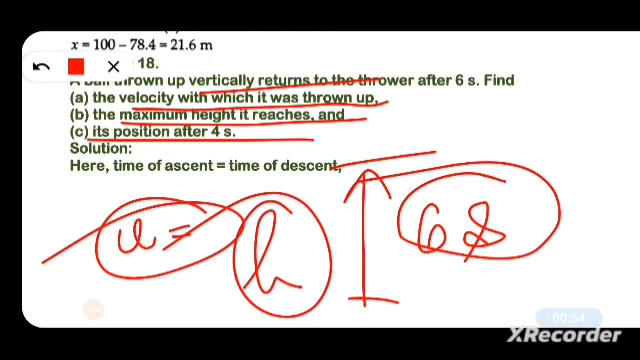 x = 100 – 78.4 = 21.6 m
18.
A ball thrown up vertically returns to the thrower after 6 s. Find
(a) the velocity with which it was thrown up,
(b) the maximum height it reaches, and
(c) its position after 4 s.
Solution:
Here, time of ascent = time of descent,
u =
h
6 s
00:54
XRecorder